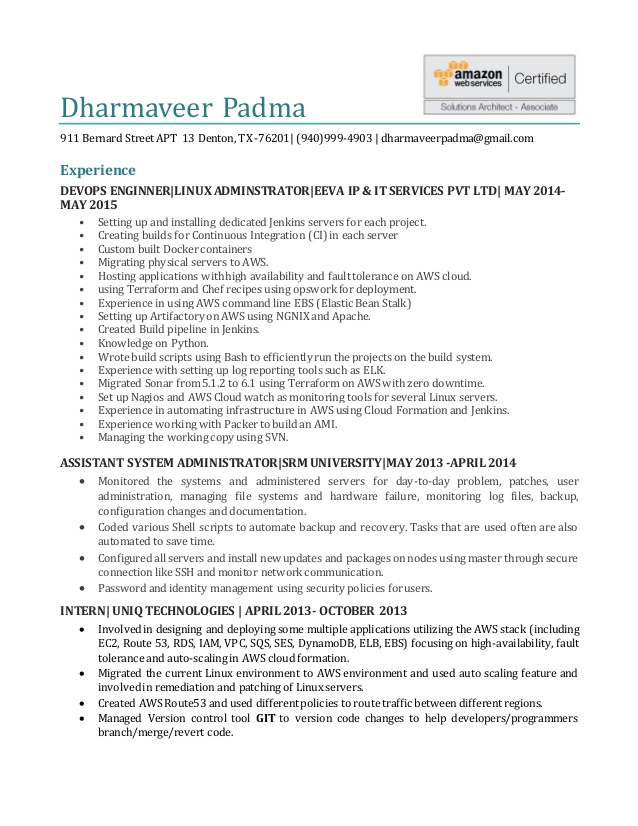 amazon
webservices
Certified
Solutions Architect - Associate
Dharmaveer Padma
911 Bernard Street APT 13 Denton, TX-76201| (940)999-4903 | dharmaveerpadma@gmail.com
Experience
DEVOPS ENGINNER|LINUX ADMINSTRATOR|EEVA IP & IT SERVICES PVT LTD| MAY 2014-
MAY 2015
• Setting up and installing dedicated Jenkins servers for each project.
• Creating builds for Continuous Integration (CI) in each server
• Custom built Docker containers
• Migrating physical servers to AWS.
• Hosting applications with high availability and fault tolerance on AWS cloud.
• using Terraform and Chef recipes using opswork for deployment.
• Experience in using AWS command line EBS (Elastic Bean Stalk)
• Setting up Artifactory on AWS using NGNIX and Apache.
• Created Build pipeline in Jenkins.
• Knowledge on Python.
• Wrote build scripts using Bash to efficiently run the projects on the build system.
• Experience with setting up log reporting tools such as ELK.
• Migrated Sonar from 5.1.2 to 6.1 using Terraform on AWS with zero downtime.
• Set up Nagios and AWS Cloud watch as monitoring tools for several Linux servers.
• Experience in automating infrastructure in AWS using Cloud Formation and Jenkins.
• Experience working with Packer to build an AMI.
• Managing the working copy using SVN.
ASSISTANT SYSTEM ADMINISTRATOR|SRM UNIVERSITY|MAY 2013 -APRIL 2014
• Monitored the systems and administered servers for day-to-day problem, patches, user
administration, managing file systems and hardware failure, monitoring log files, backup,
configuration changes and documentation.
• Coded various Shell scripts to automate backup and recovery. Tasks that are used often are also
automated to save time.
• Configured all servers and install new updates and packages on nodes using master through secure
connection like SSH and monitor network communication.
• Password and identity management using security policies for users.
INTERN| UNIQ TECHNOLOGIES | APRIL 2013- OCTOBER 2013
• Involved in designing and deploying some multiple applications utilizing the AWS stack (including
EC2, Route 53, RDS, IAM, VPC, SQS, SES, DynamoDB, ELB, EBS) focusing on high-availability, fault
tolerance and auto-scaling in AWS cloud formation.
• Migrated the current Linux environment to AWS environment and used auto scaling feature and
involved in remediation and patching of Linux servers.
• Created AWS Route53 and used different policies to route traffic between different regions.
• Managed Version control tool GIT to version code changes to help developers/programmers
branch/merge/revert code.